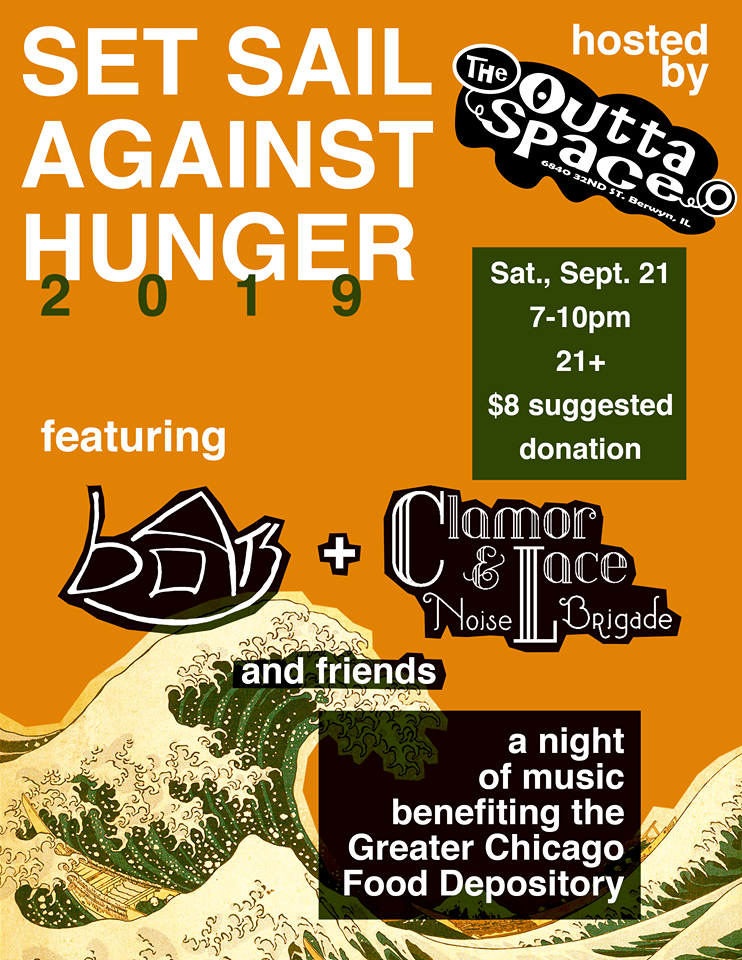 SET SAIL
AGAINST
HUNGER
2019
hosted
by
THe
Outta
Space
6840 32ND ST. Berwyn, IL
Sat., Sept. 21
7-10pm
21+
$8 suggested
donation
featuring
boats
+
Clamor
& Lace
Noise Brigade
and friends
a night
of music
benefiting the
Greater Chicago
Food Depository